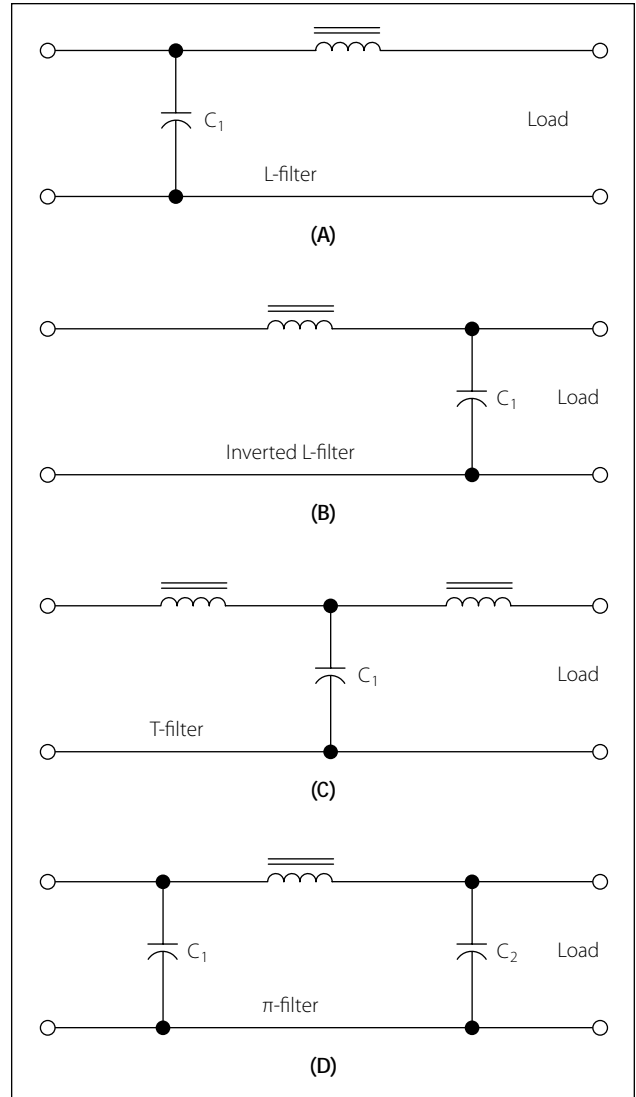 C₁
Load
L-filter
(A)
C₁
Load
Inverted L-filter
(B)
C₁
Load
T-filter
(C)
C₁
C₂
Load
π-filter
(D)